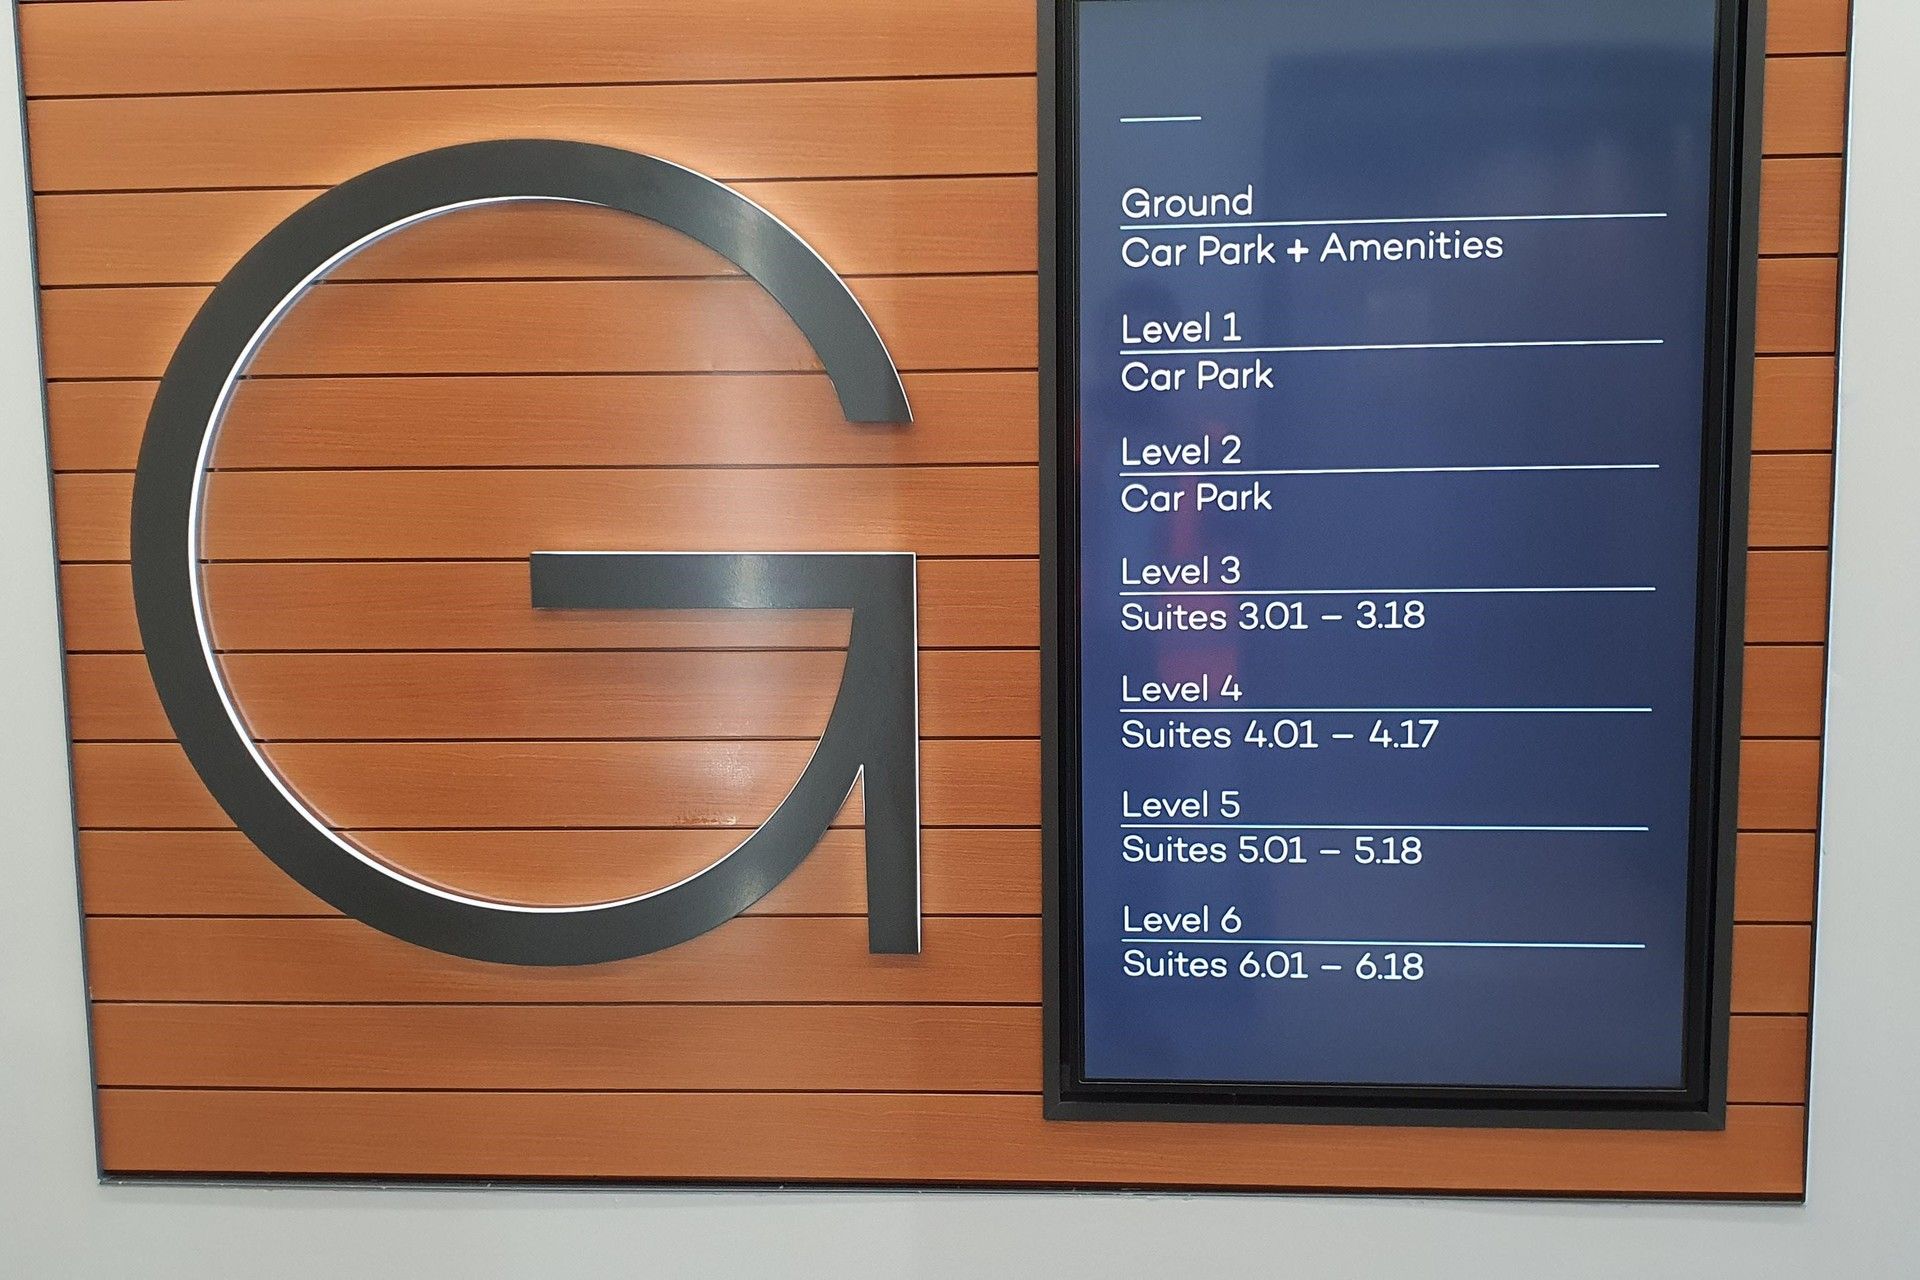 G
Ground
Car Park + Amenities
Level 1
Car Park
Level 2
Car Park
Level 3
Suites 3.01 – 3.18
Level 4
Suites 4.01 – 4.17
Level 5
Suites 5.01 – 5.18
Level 6
Suites 6.01 – 6.18